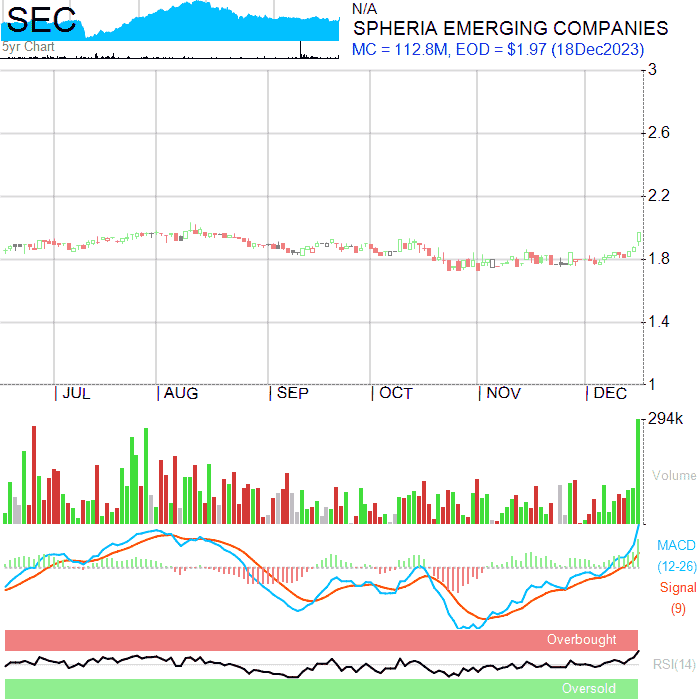 SEC
5yr Chart
N/A
SPHERIA EMERGING COMPANIES
MC = 112.8M, EOD = $1.97 (18Dec2023)
3
2.6
2.2
1.8
1.4
1
JUL AUG SEP OCT NOV DEC
294k
Volume
MACD
(12-26)
Signal
(9)
Overbought
RSI(14)
Oversold